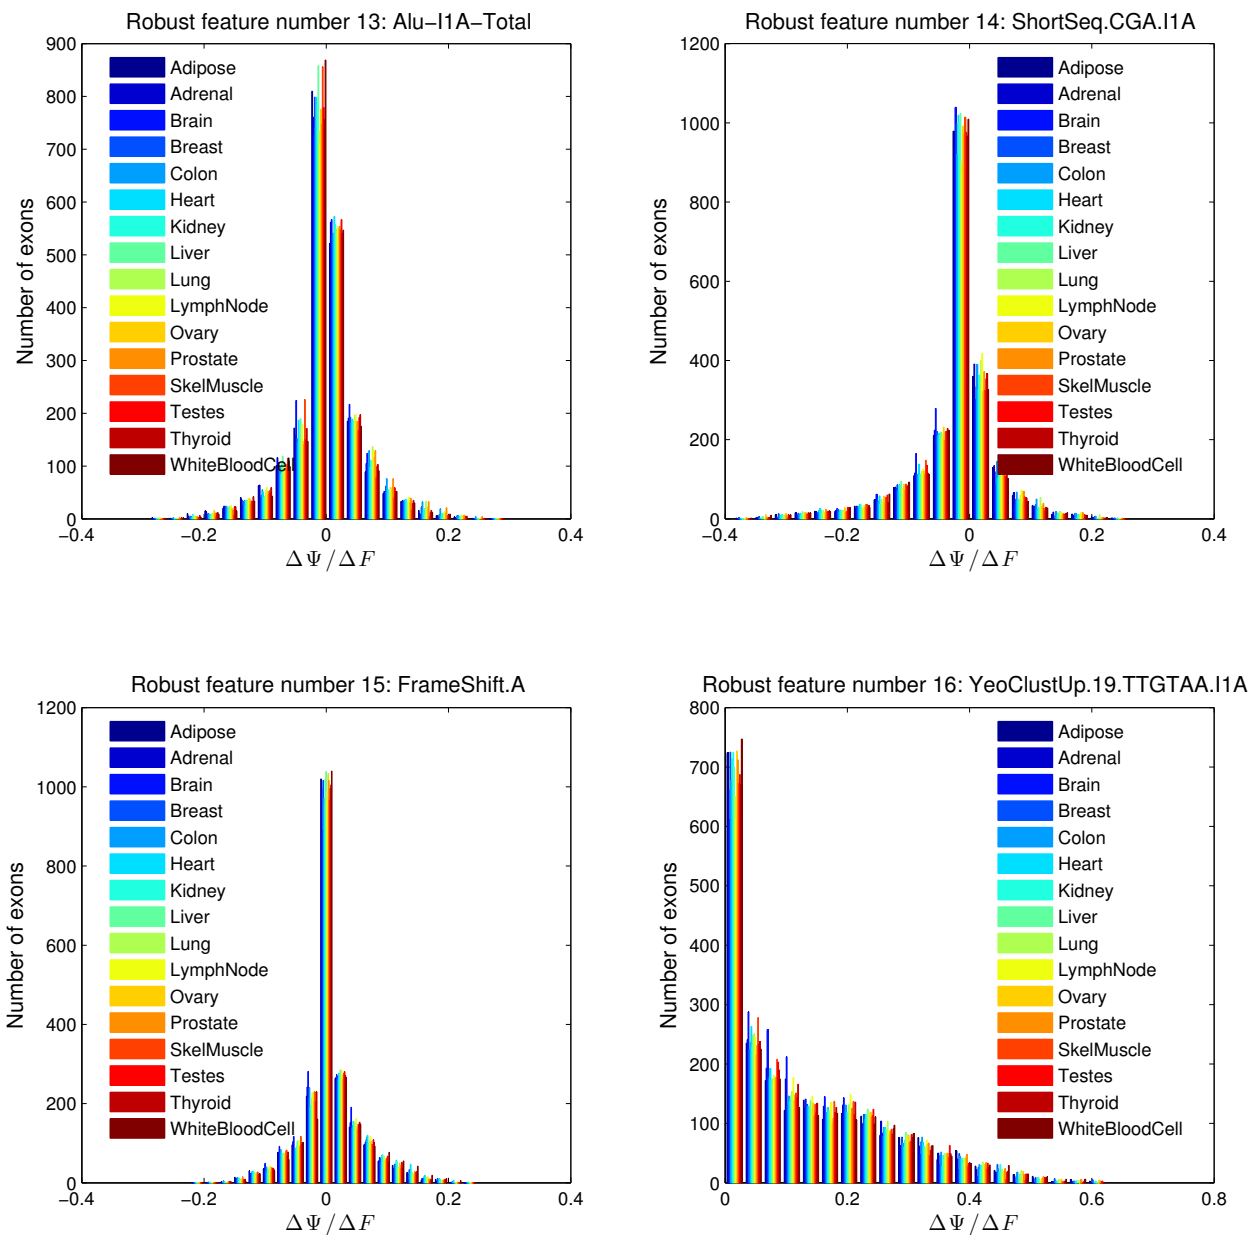 Robust feature number 13: Alu−I1A−Total
900
800
700
600
500
400
300
200
100
0
−0.4
−0.2
0
0.2
0.4
Number of exons
ΔΨ/ΔF
Adipose
Adrenal
Brain
Breast
Colon
Heart
Kidney
Liver
Lung
LymphNode
Ovary
Prostate
SkelMuscle
Testes
Thyroid
WhiteBloodCell
Robust feature number 14: ShortSeq.CGA.I1A
1200
1000
800
600
400
200
0
−0.4
−0.2
0
0.2
0.4
Number of exons
ΔΨ/ΔF
Adipose
Adrenal
Brain
Breast
Colon
Heart
Kidney
Liver
Lung
LymphNode
Ovary
Prostate
SkelMuscle
Testes
Thyroid
WhiteBloodCell
Robust feature number 15: FrameShift.A
1200
1000
800
600
400
200
0
−0.4
−0.2
0
0.2
0.4
Number of exons
ΔΨ/ΔF
Adipose
Adrenal
Brain
Breast
Colon
Heart
Kidney
Liver
Lung
LymphNode
Ovary
Prostate
SkelMuscle
Testes
Thyroid
WhiteBloodCell
Robust feature number 16: YeoClustUp.19.TTGTAA.I1A
800
700
600
500
400
300
200
100
0
0
0.2
0.4
0.6
0.8
Number of exons
ΔΨ/ΔF
Adipose
Adrenal
Brain
Breast
Colon
Heart
Kidney
Liver
Lung
LymphNode
Ovary
Prostate
SkelMuscle
Testes
Thyroid
WhiteBloodCell